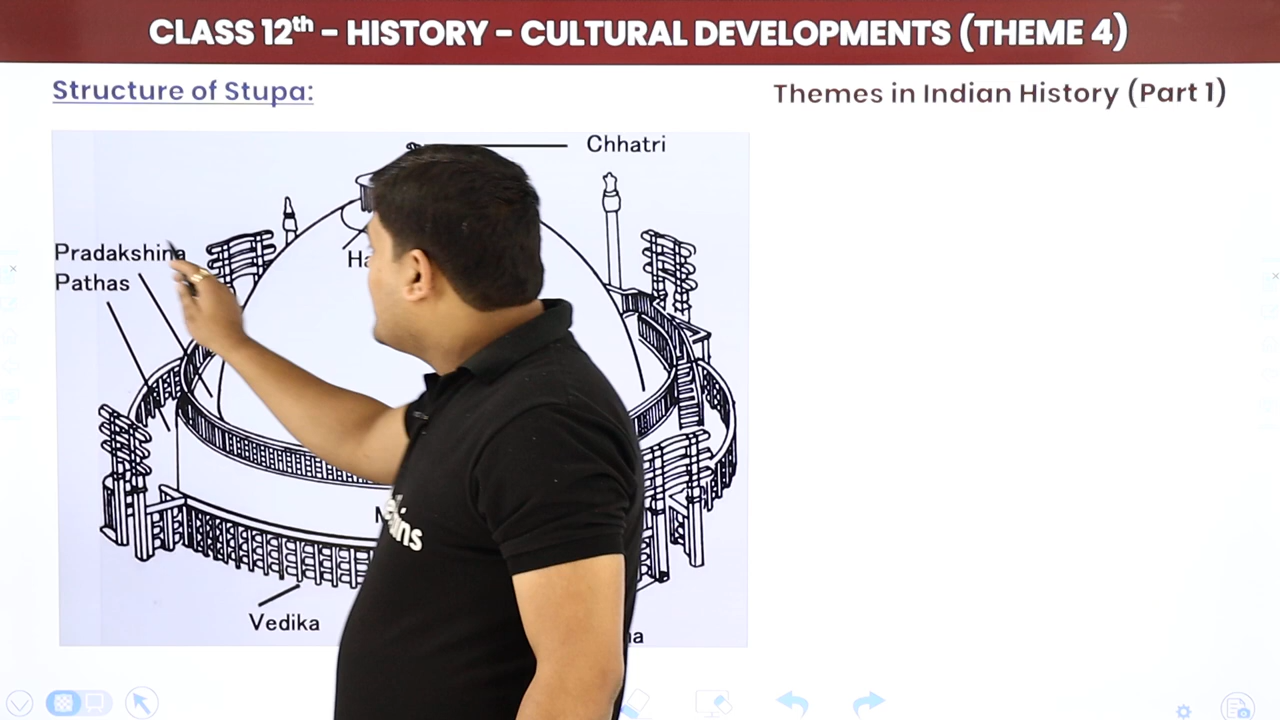 CLASS 12th - HISTORY - CULTURAL DEVELOPMENTS (THEME 4)
Structure of Stupa:
Themes in Indian History (Part 1)
Chhatri
Pradakshina
Pathas
Vedika